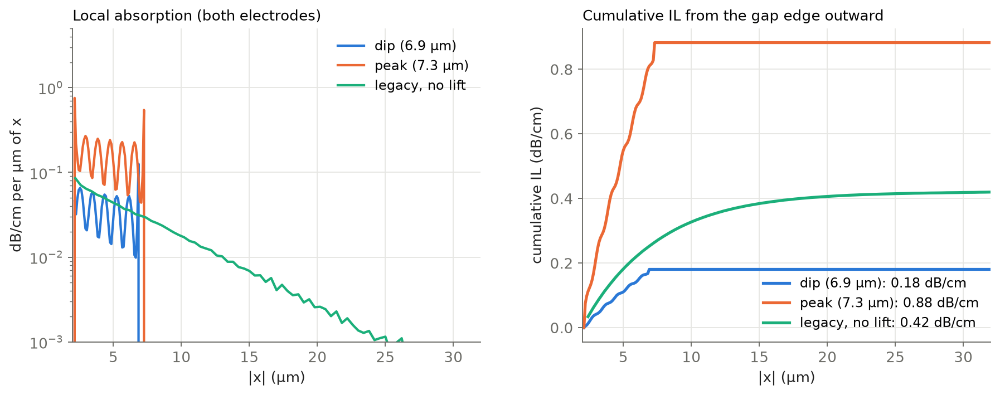 Local absorption (both electrodes)
dB/cm per µm of x
10⁰
10⁻¹
10⁻²
10⁻³
dip (6.9 µm)
peak (7.3 µm)
legacy, no lift
5 10 15 20 25 30
|x| (µm)
Cumulative IL from the gap edge outward
cumulative IL (dB/cm)
0.8
0.6
0.4
0.2
0.0
dip (6.9 µm): 0.18 dB/cm
peak (7.3 µm): 0.88 dB/cm
legacy, no lift: 0.42 dB/cm
5 10 15 20 25 30
|x| (µm)